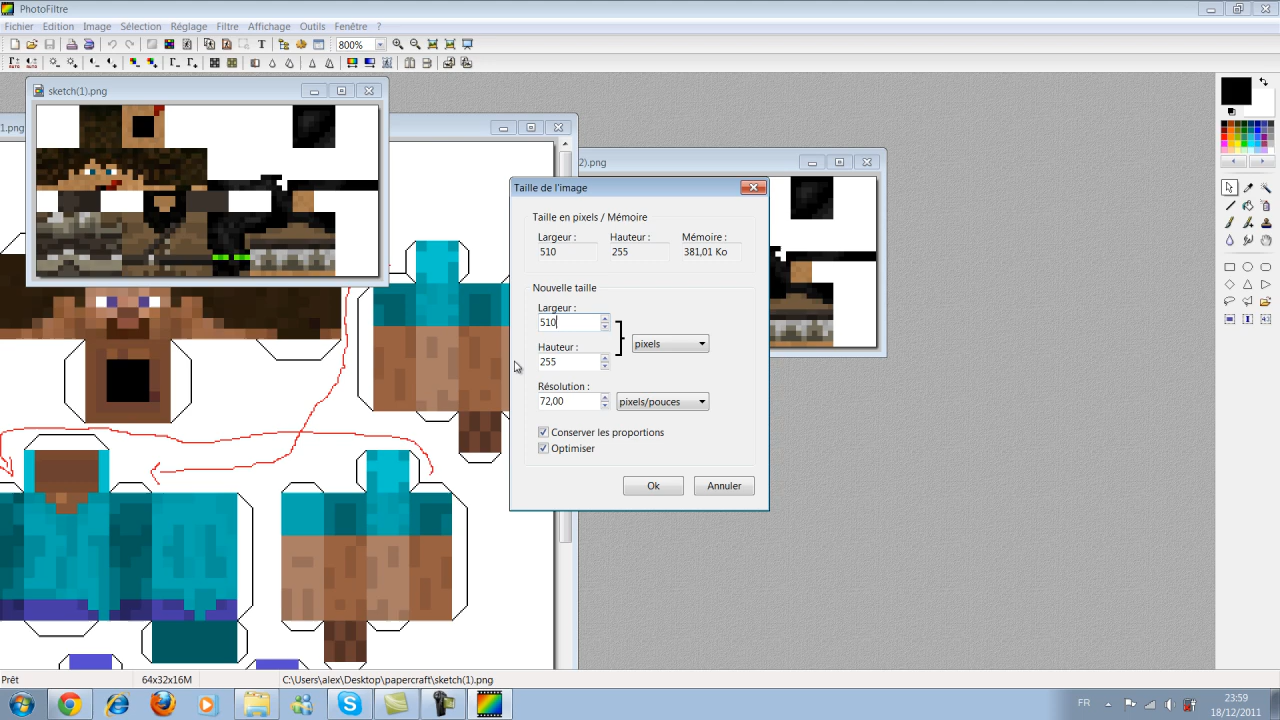 PhotoFiltre
Fichier Edition Image Sélection Réglage Filtre Affichage Outils Fenêtre ?
800%
sketch(1).png
1.png
2).png
Taille de l'image
Taille en pixels / Mémoire
Largeur : Hauteur : Mémoire :
510 255 381,01 Ko
Nouvelle taille
Largeur :
510
pixels
Hauteur :
255
Résolution :
72,00 pixels/pouces
Conserver les proportions
Optimiser
Ok Annuler
Prêt 64x32x16M C:\Users\alex\Desktop\papercraft\sketch(1).png
FR 23:59
18/12/2011